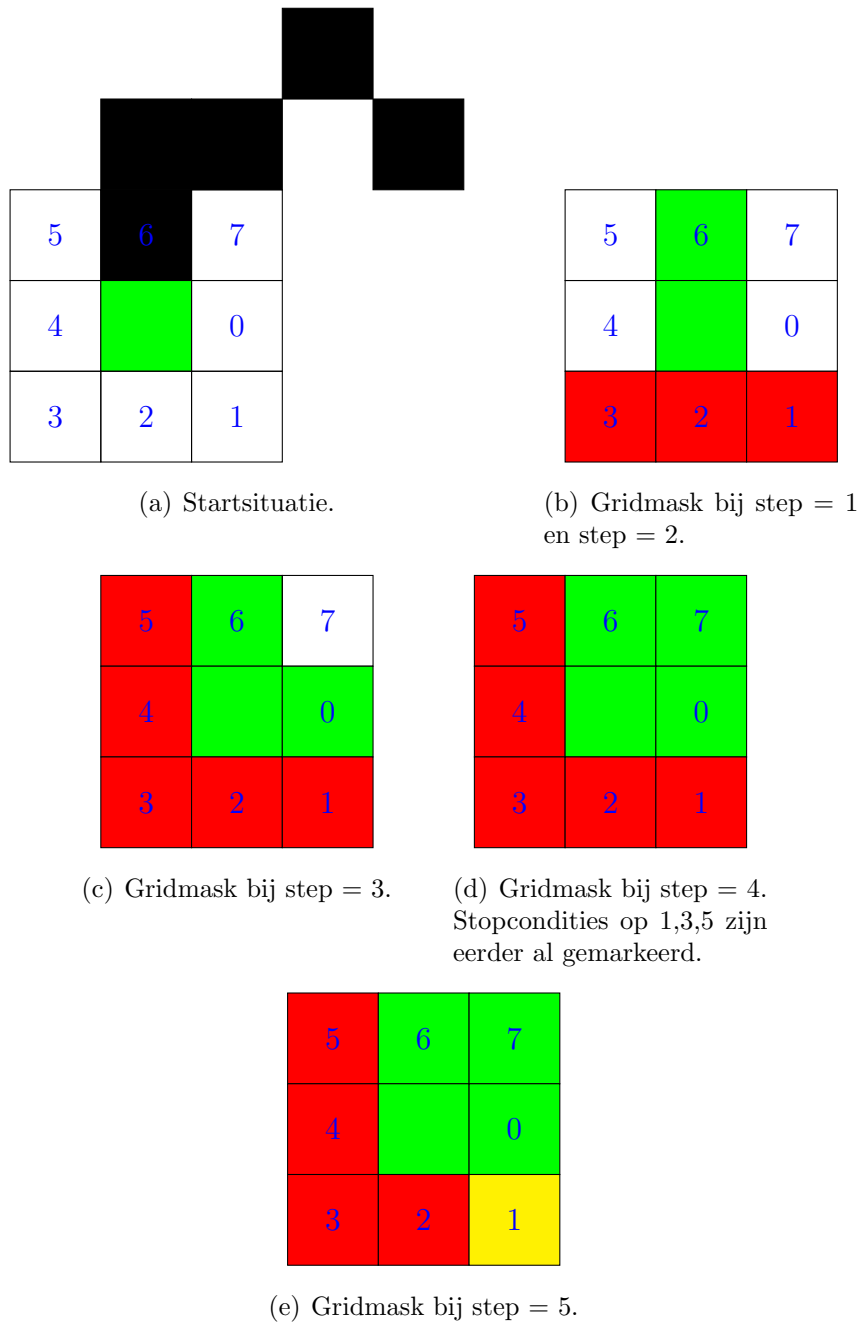 5 6 7
4 0
3 2 1
5 6 7
4 0
3 2 1
(a) Startsituatie.
(b) Gridmask bij step = 1
en step = 2.
5 6 7
4 0
3 2 1
5 6 7
4 0
3 2 1
(c) Gridmask bij step = 3.
(d) Gridmask bij step = 4.
Stopcondities op 1,3,5 zijn
eerder al gemarkeerd.
5 6 7
4 0
3 2 1
(e) Gridmask bij step = 5.